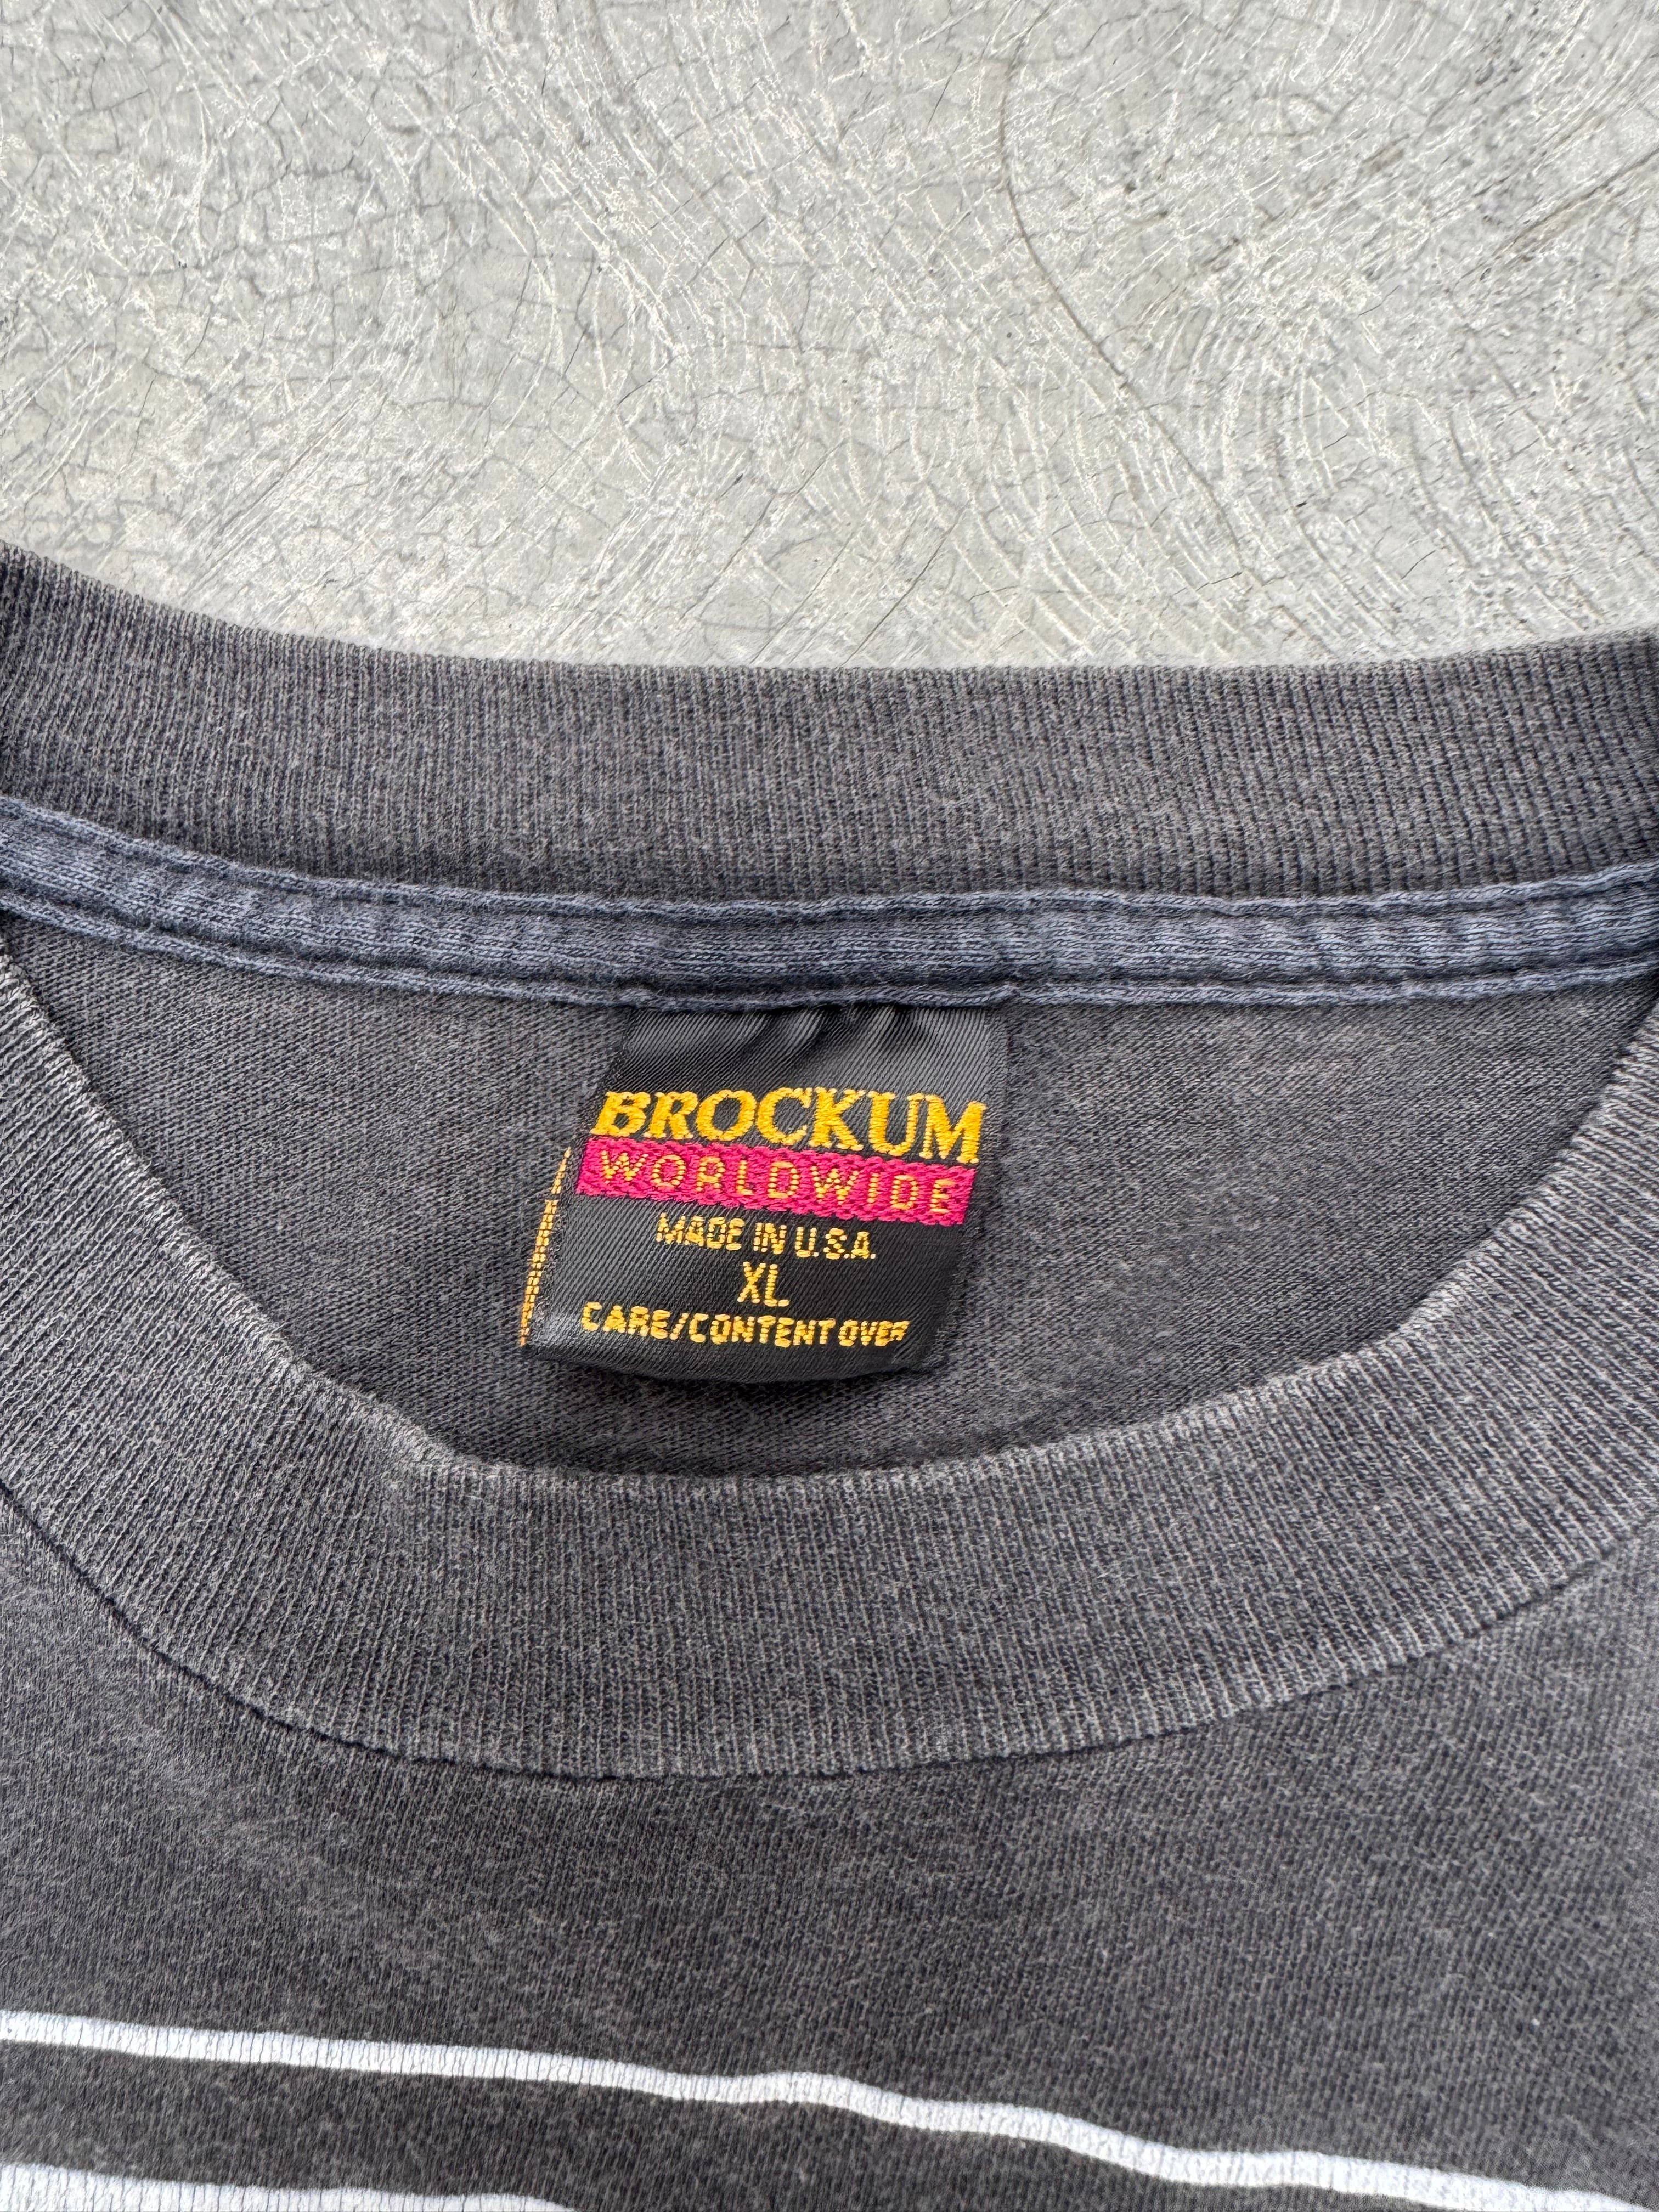 BROCKUM
WORLDWIDE
MADE IN U.S.A.
XL
CARE/CONTENT OVER